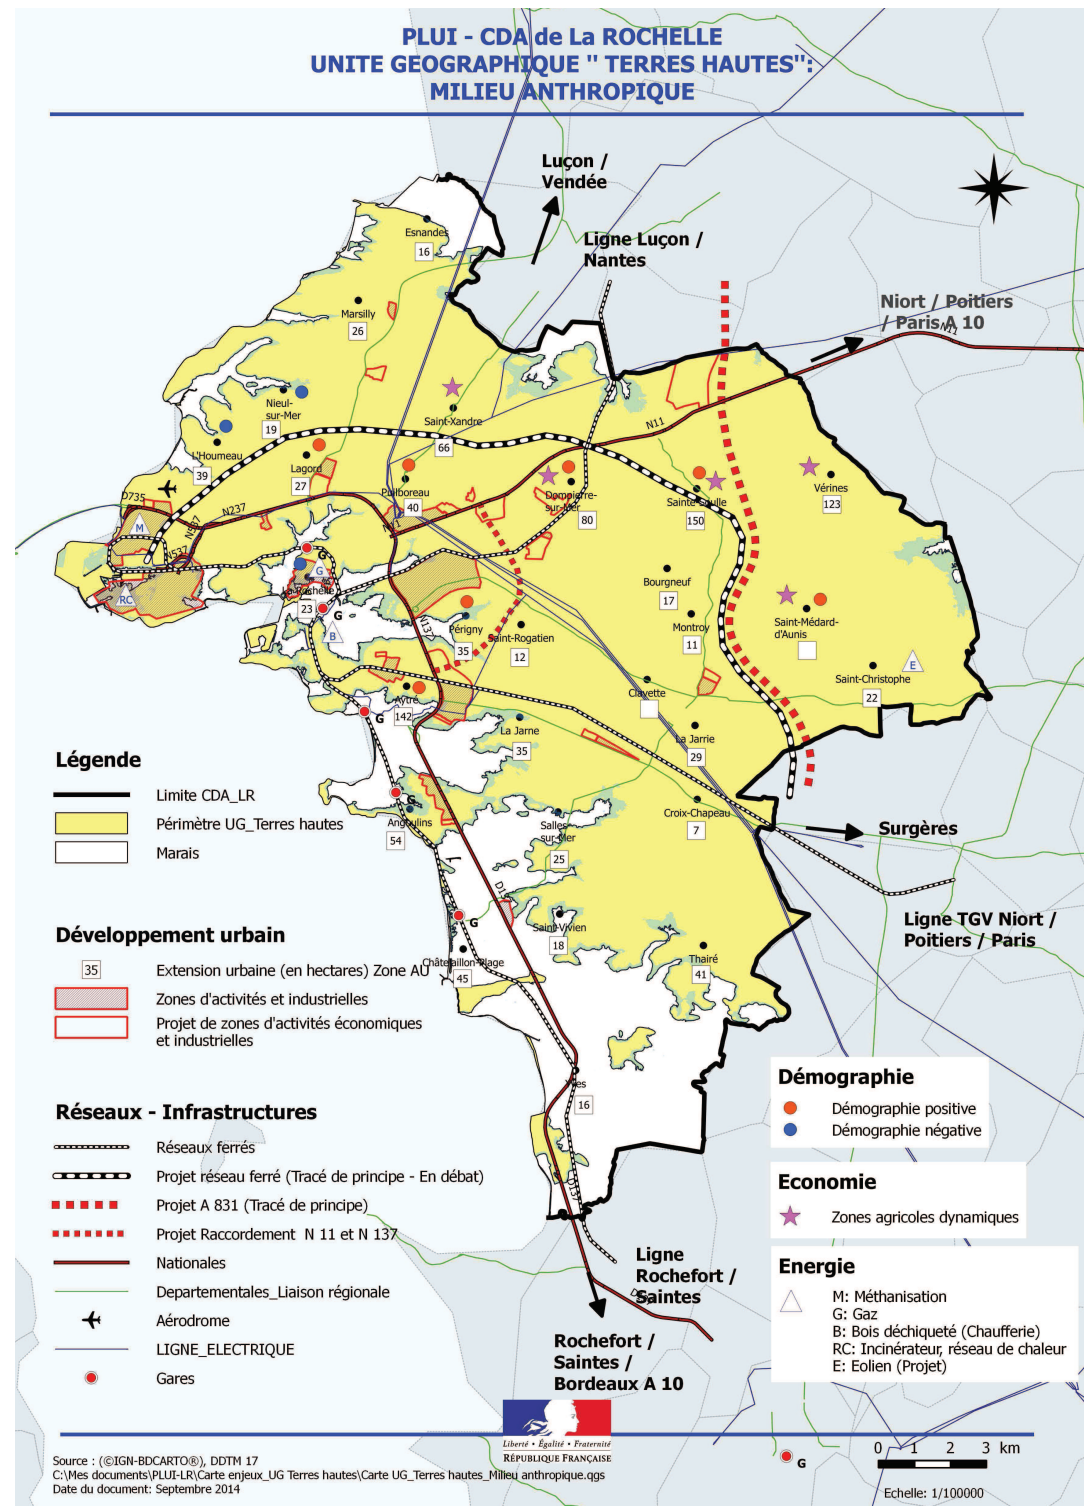 PLUI - CDA de La ROCHELLE
UNITE GEOGRAPHIQUE " TERRES HAUTES":
MILIEU ANTHROPIQUE
Luçon /
Vendée
Ligne Luçon /
Nantes
Niort / Poitiers
/ Paris A 10
N11
Esnandes
16
Marsilly
26
Nieul-
sur-Mer
19
Saint-Xandre
66
N11
L'Houmeau
39
Lagord
27
Puilboreau
40
Dompierre-
sur-Mer
80
Sainte-Soulle
150
Vérines
123
D735
N237
N537
N11
M
N537
G
G
La Rochelle
23
G
RC
B
N137
Périgny
35
Saint-Rogatien
12
Bourgneuf
17
Montroy
11
Saint-Médard-
d'Aunis
E
Saint-Christophe
22
Aytré
142
G
Clavette
La Jarne
35
La Jarrie
29
G
Angoulins
54
Salles
sur-Mer
25
Croix-Chapeau
7
Surgères
Ligne TGV Niort /
Poitiers / Paris
G
Saint-Vivien
18
Châtelaillon-Plage
45
Thairé
41
Yves
16
D137
Ligne
Rochefort /
Saintes
Rochefort /
Saintes /
Bordeaux A 10
Légende
Limite CDA_LR
Périmètre UG_Terres hautes
Marais
Développement urbain
35
Extension urbaine (en hectares) Zone AU
Zones d'activités et industrielles
Projet de zones d'activités économiques
et industrielles
Réseaux - Infrastructures
Réseaux ferrés
Projet réseau ferré (Tracé de principe - En débat)
Projet A 831 (Tracé de principe)
Projet Raccordement N 11 et N 137
Nationales
Departementales_Liaison régionale
Aérodrome
LIGNE_ELECTRIQUE
Gares
Démographie
Démographie positive
Démographie négative
Economie
Zones agricoles dynamiques
Energie
M: Méthanisation
G: Gaz
B: Bois déchiqueté (Chaufferie)
RC: Incinérateur, réseau de chaleur
E: Eolien (Projet)
Liberté • Égalité • Fraternité
RÉPUBLIQUE FRANÇAISE
G
0 1 2 3 km
Echelle: 1/100000
Source : (©IGN-BDCARTO®), DDTM 17
C:\Mes documents\PLUI-LR\Carte enjeux_UG Terres hautes\Carte UG_Terres hautes_Milieu anthropique.qgs
Date du document: Septembre 2014